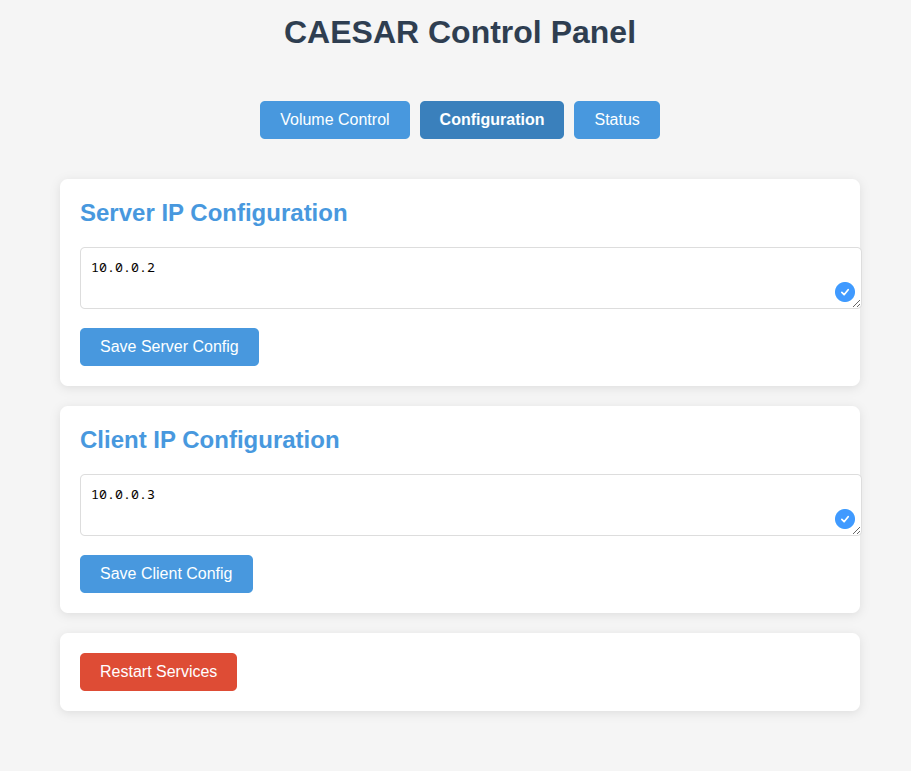 CAESAR Control Panel
Volume Control
Configuration
Status
Server IP Configuration
10.0.0.2
Save Server Config
Client IP Configuration
10.0.0.3
Save Client Config
Restart Services